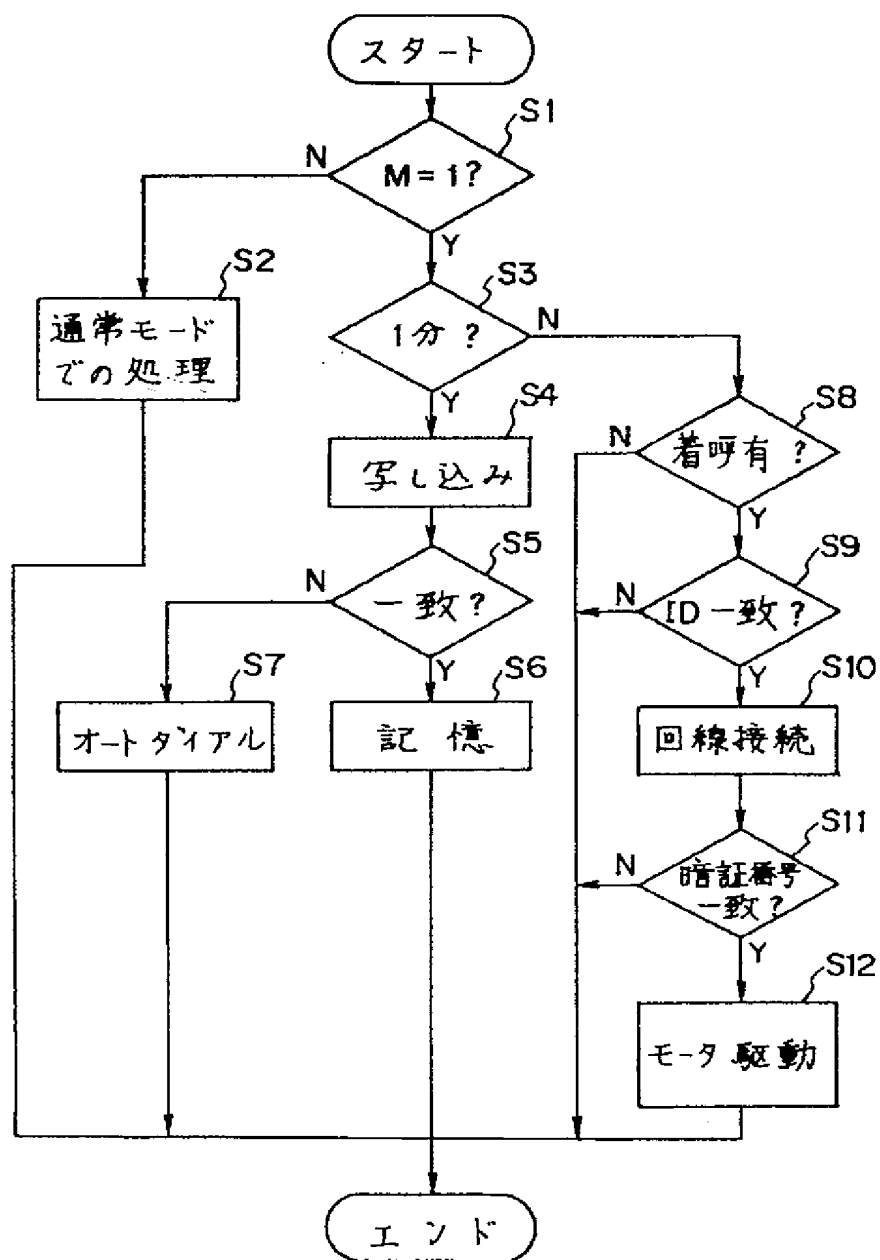 スタート
S1
M=1?
N
Y
S2
通常モード
での処理
S3
1分?
N
Y
S4
写し込み
S5
一致?
N
Y
S6
記憶
S7
オートダイアル
S8
着呼有?
N
Y
S9
ID一致?
N
Y
S10
回線接続
S11
暗証番号
一致?
N
Y
S12
モータ駆動
エンド